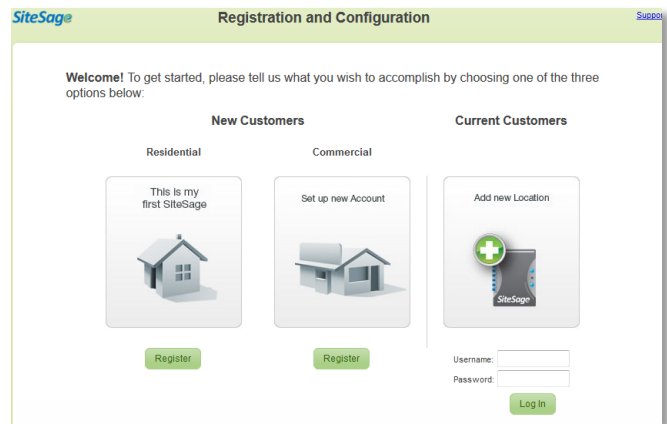 SiteSage
Registration and Configuration
Welcome! To get started, please tell us what you wish to accomplish by choosing one of the three
options below:
New Customers
Current Customers
Residential
Commercial
This is my
first SiteSage
Set up new Account
Add new Location
SiteSage
Register
Register
Username:
Password:
Log In